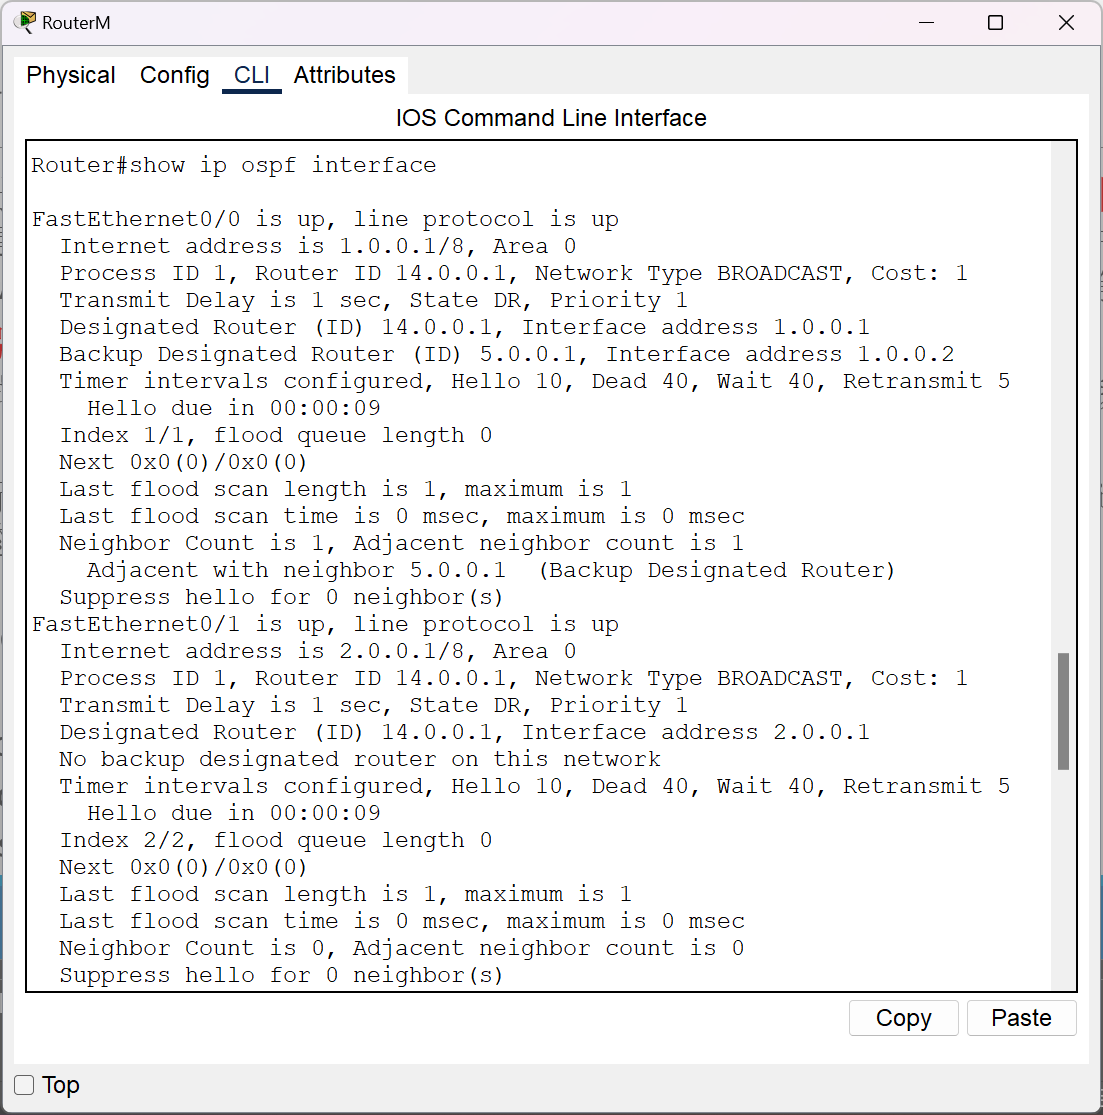 RouterM
Physical Config CLI Attributes
IOS Command Line Interface
Router#show ip ospf interface
FastEthernet0/0 is up, line protocol is up
Internet address is 1.0.0.1/8, Area 0
Process ID 1, Router ID 14.0.0.1, Network Type BROADCAST, Cost: 1
Transmit Delay is 1 sec, State DR, Priority 1
Designated Router (ID) 14.0.0.1, Interface address 1.0.0.1
Backup Designated Router (ID) 5.0.0.1, Interface address 1.0.0.2
Timer intervals configured, Hello 10, Dead 40, Wait 40, Retransmit 5
Hello due in 00:00:09
Index 1/1, flood queue length 0
Next 0x0(0)/0x0(0)
Last flood scan length is 1, maximum is 1
Last flood scan time is 0 msec, maximum is 0 msec
Neighbor Count is 1, Adjacent neighbor count is 1
Adjacent with neighbor 5.0.0.1 (Backup Designated Router)
Suppress hello for 0 neighbor(s)
FastEthernet0/1 is up, line protocol is up
Internet address is 2.0.0.1/8, Area 0
Process ID 1, Router ID 14.0.0.1, Network Type BROADCAST, Cost: 1
Transmit Delay is 1 sec, State DR, Priority 1
Designated Router (ID) 14.0.0.1, Interface address 2.0.0.1
No backup designated router on this network
Timer intervals configured, Hello 10, Dead 40, Wait 40, Retransmit 5
Hello due in 00:00:09
Index 2/2, flood queue length 0
Next 0x0(0)/0x0(0)
Last flood scan length is 1, maximum is 1
Last flood scan time is 0 msec, maximum is 0 msec
Neighbor Count is 0, Adjacent neighbor count is 0
Suppress hello for 0 neighbor(s)
Copy Paste
Top